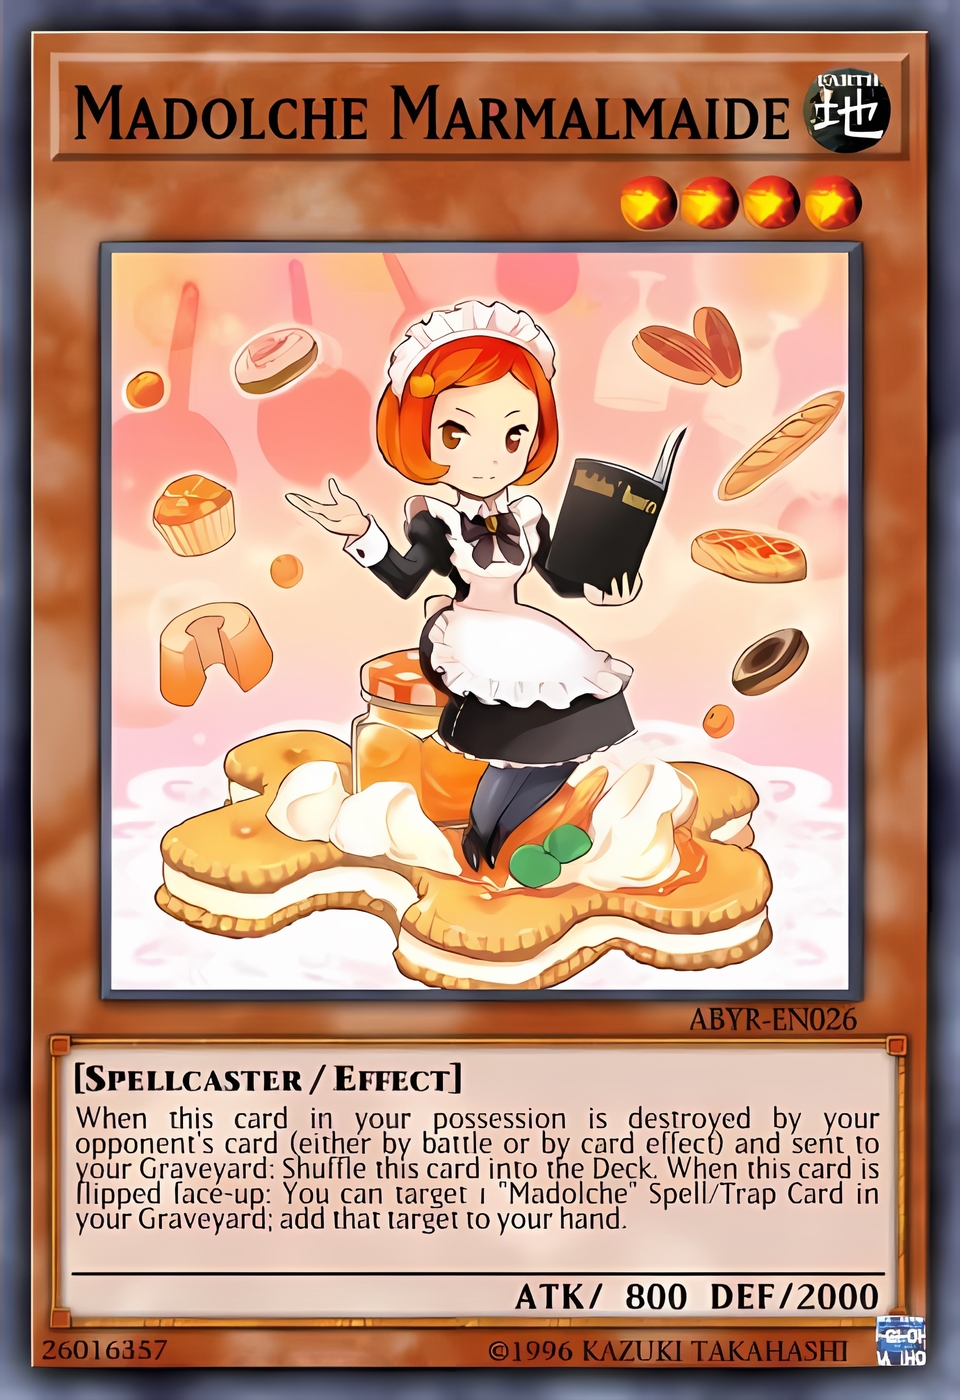 Madolche Marmalmaide
地
ABYR-EN026
[Spellcaster / Effect]
When this card in your possession is destroyed by your
opponent's card (either by battle or by card effect) and sent to
your Graveyard: Shuffle this card into the Deck. When this card is
flipped face-up: You can target 1 "Madolche" Spell/Trap Card in
your Graveyard; add that target to your hand.
ATK/ 800 DEF/2000
26016357
©1996 KAZUKI TAKAHASHI